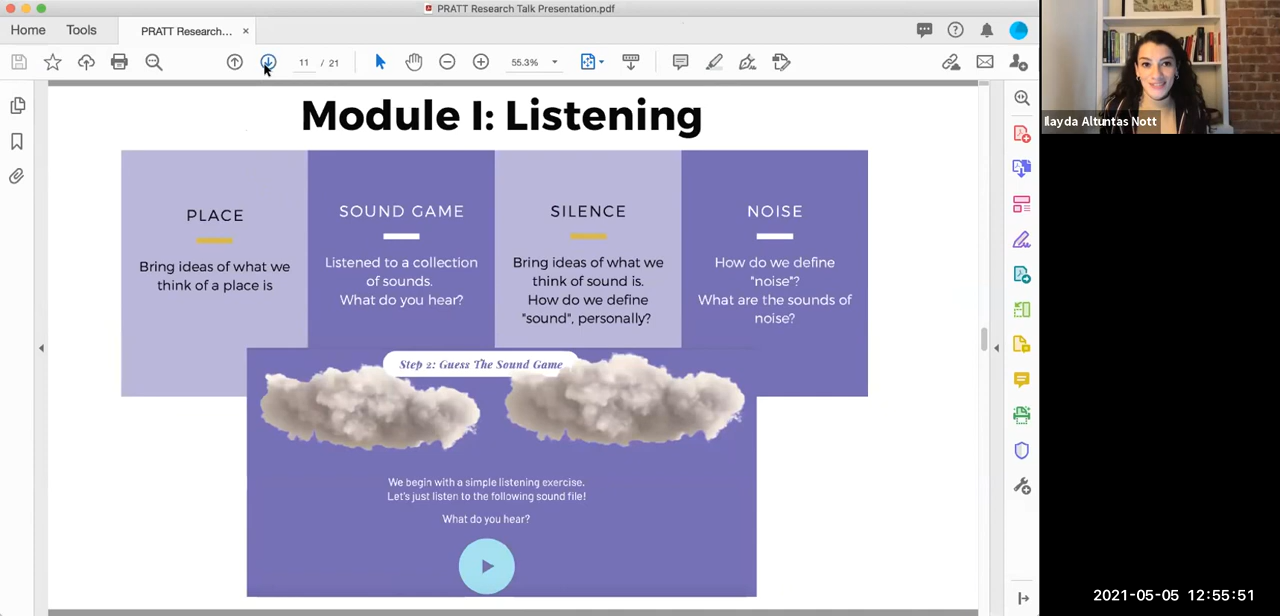 PRATT Research Talk Presentation.pdf
Home
Tools
PRATT Research... ×
11 / 21
55.3%
Module I: Listening
PLACE
Bring ideas of what we
think of a place is
SOUND GAME
Listened to a collection
of sounds.
What do you hear?
SILENCE
Bring ideas of what we
think of sound is.
How do we define
"sound", personally?
NOISE
How do we define
"noise"?
What are the sounds of
noise?
Step 2: Guess The Sound Game
We begin with a simple listening exercise.
Let's just listen to the following sound file!
What do you hear?
Ilayda Altuntas Nott
2021-05-05 12:55:51